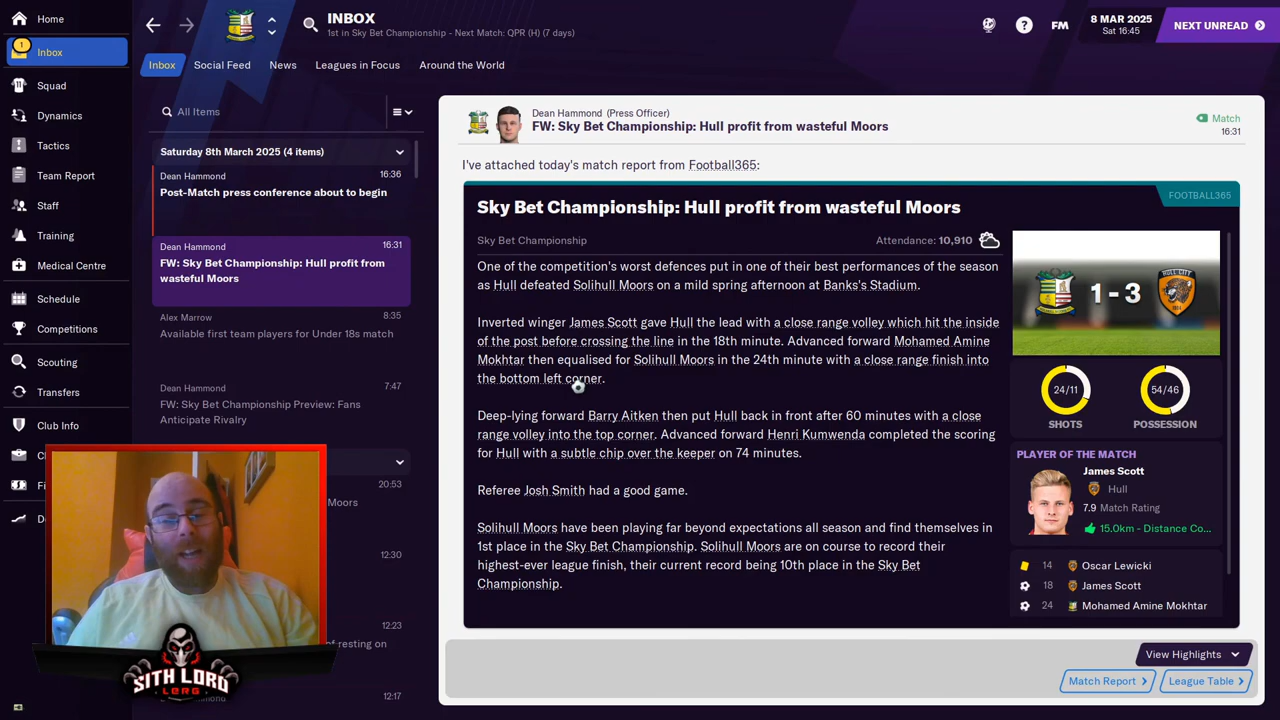 Home
INBOX
1st in Sky Bet Championship - Next Match: QPR (H) (7 days)
FM
8 MAR 2025
Sat 16:45
NEXT UNREAD
1
Inbox
Squad
Dynamics
Tactics
Team Report
Staff
Training
Medical Centre
Schedule
Competitions
Scouting
Transfers
Club Info
Inbox
Social Feed
News
Leagues in Focus
Around the World
All Items
Saturday 8th March 2025 (4 items)
Dean Hammond
16:36
Post-Match press conference about to begin
Dean Hammond
16:31
FW: Sky Bet Championship: Hull profit from
wasteful Moors
Alex Marrow
8:35
Available first team players for Under 18s match
Dean Hammond
7:47
FW: Sky Bet Championship Preview: Fans
Anticipate Rivalry
20:53
Moors
12:30
12:23
of resting on
12:17
SITH LORD
LERG
Dean Hammond (Press Officer)
FW: Sky Bet Championship: Hull profit from wasteful Moors
Match
16:31
I've attached today's match report from Football365:
FOOTBALL365
Sky Bet Championship: Hull profit from wasteful Moors
Sky Bet Championship
Attendance: 10,910
One of the competition's worst defences put in one of their best performances of the season
as Hull defeated Solihull Moors on a mild spring afternoon at Banks's Stadium.
Inverted winger James Scott gave Hull the lead with a close range volley which hit the inside
of the post before crossing the line in the 18th minute. Advanced forward Mohamed Amine
Mokhtar then equalised for Solihull Moors in the 24th minute with a close range finish into
the bottom left corner.
Deep-lying forward Barry Aitken then put Hull back in front after 60 minutes with a close
range volley into the top corner. Advanced forward Henri Kumwenda completed the scoring
for Hull with a subtle chip over the keeper on 74 minutes.
Referee Josh Smith had a good game.
Solihull Moors have been playing far beyond expectations all season and find themselves in
1st place in the Sky Bet Championship. Solihull Moors are on course to record their
highest-ever league finish, their current record being 10th place in the Sky Bet
Championship.
1 - 3
24/11
SHOTS
54/46
POSSESSION
PLAYER OF THE MATCH
James Scott
Hull
7.9 Match Rating
15.0km - Distance Co...
14 Oscar Lewicki
18 James Scott
24 Mohamed Amine Mokhtar
View Highlights
Match Report
League Table